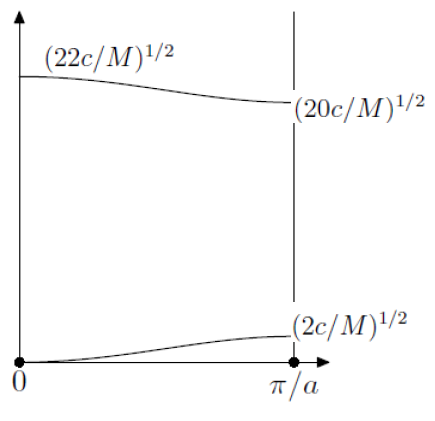 (22c/M)^{1/2}
(20c/M)^{1/2}
(2c/M)^{1/2}
0
π/a